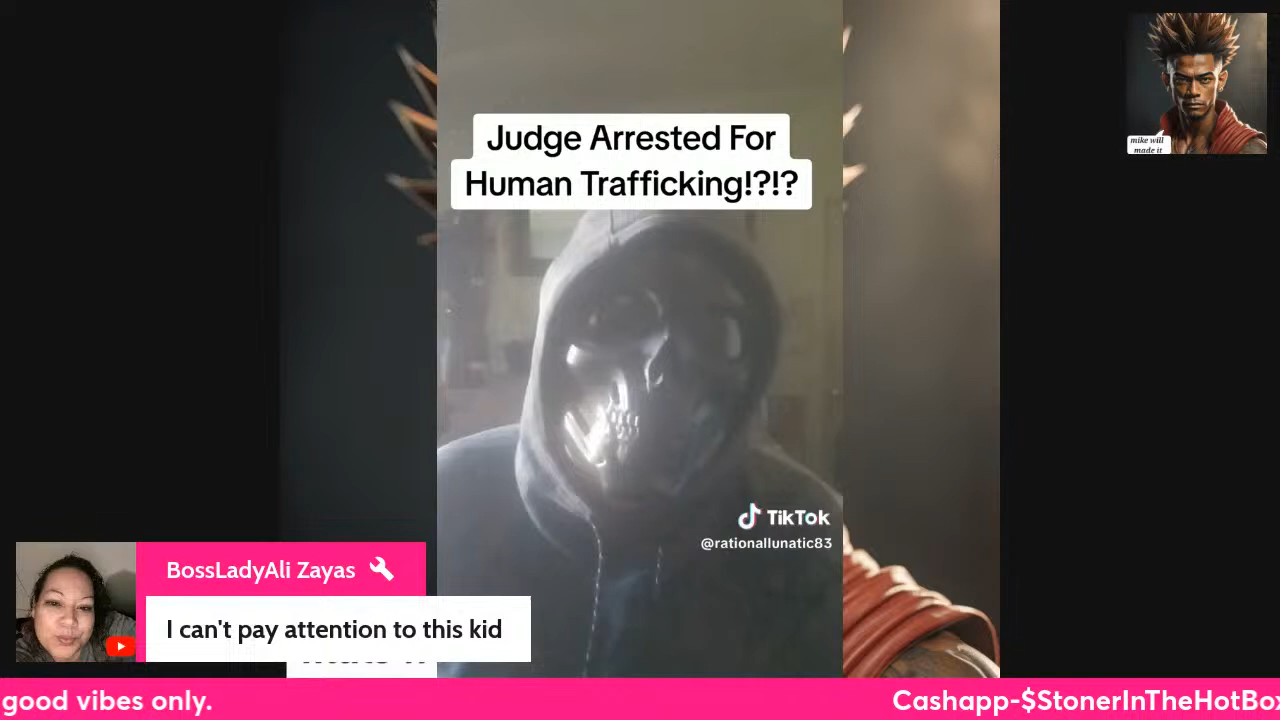 Judge Arrested For
Human Trafficking!?!?
mike will
made it
TikTok
@rationallunatic83
BossLadyAli Zayas
I can't pay attention to this kid
good vibes only.
Cashapp-$StonerInTheHotBox